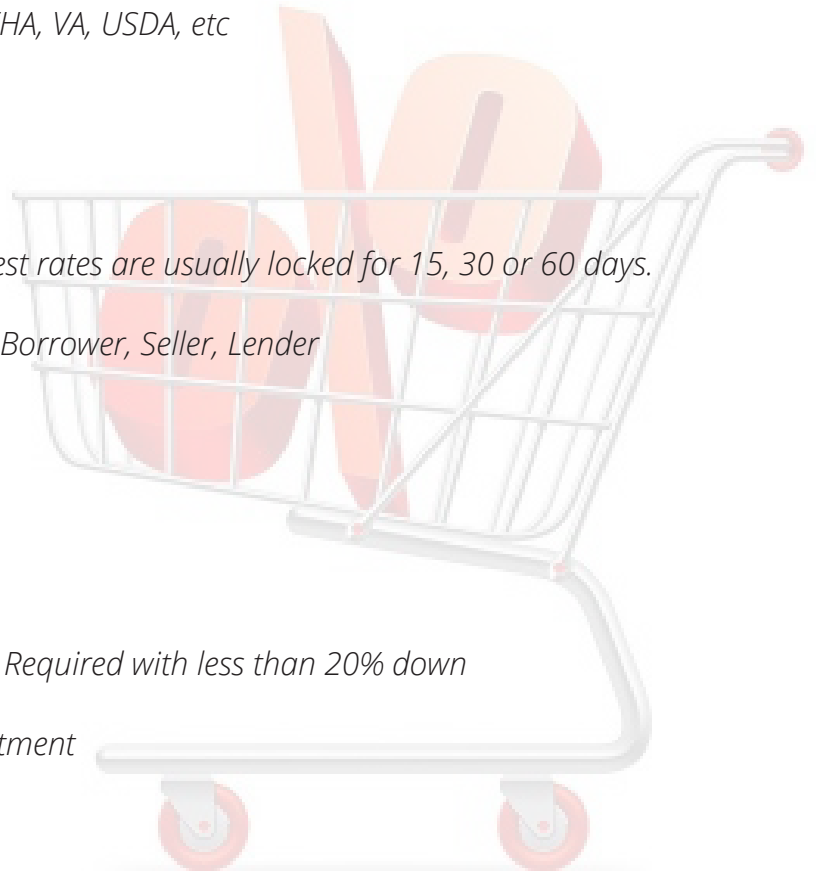 HA, VA, USDA, etc
est rates are usually locked for 15, 30 or 60 days.
Borrower, Seller, Lender
Required with less than 20% down
tment